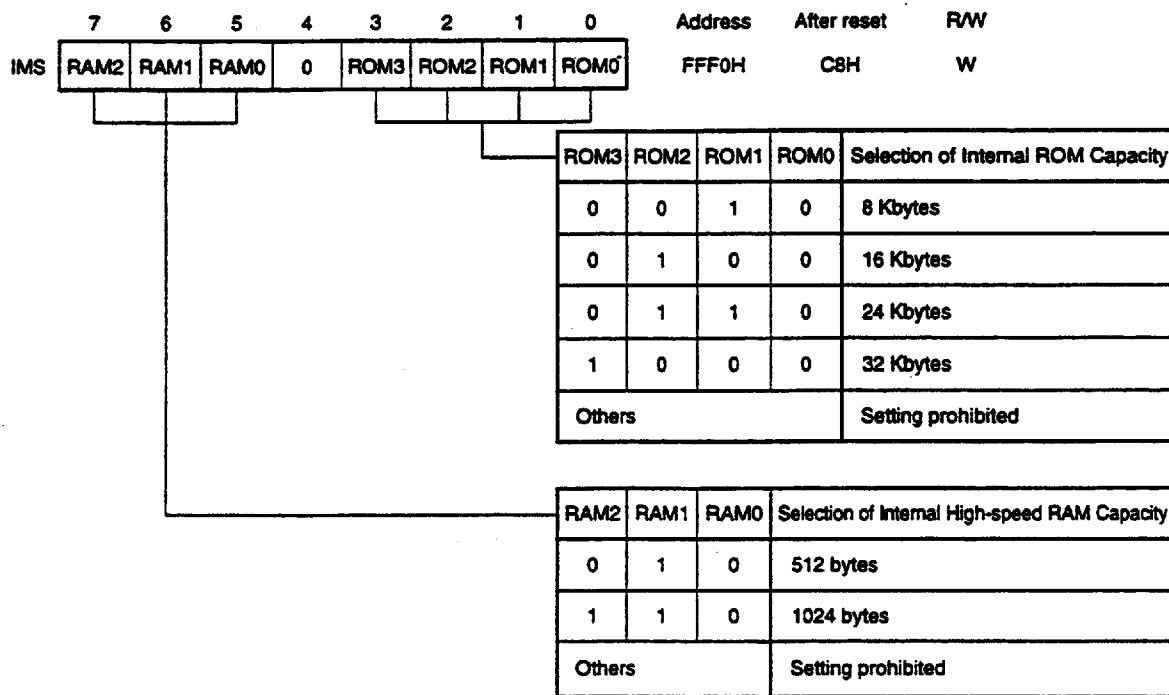 7 6 5 4 3 2 1 0 Address After reset R/W
IMS RAM2 RAM1 RAM0 0 ROM3 ROM2 ROM1 ROM0 FFF0H C8H W
ROM3 ROM2 ROM1 ROM0 Selection of Internal ROM Capacity
0 0 1 0 8 Kbytes
0 1 0 0 16 Kbytes
0 1 1 0 24 Kbytes
1 0 0 0 32 Kbytes
Others Setting prohibited
RAM2 RAM1 RAM0 Selection of Internal High-speed RAM Capacity
0 1 0 512 bytes
1 1 0 1024 bytes
Others Setting prohibited